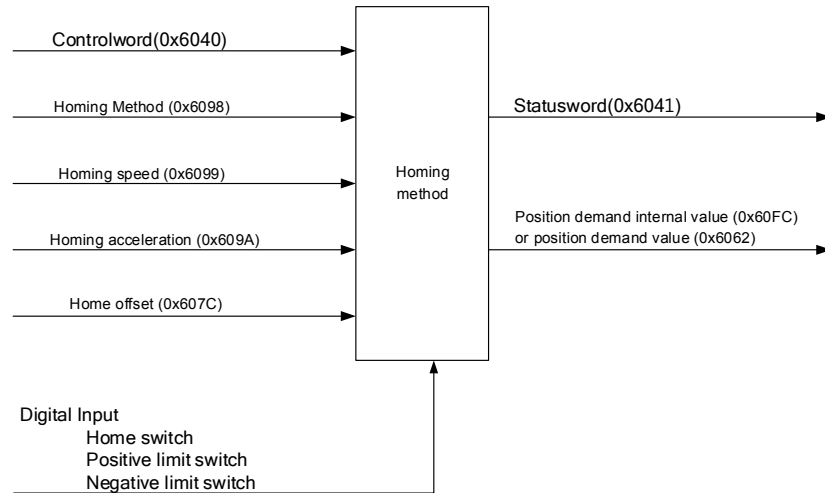 Controlword(0x6040)
Homing Method (0x6098)
Homing speed (0x6099)
Homing acceleration (0x609A)
Home offset (0x607C)
Homing
method
Statusword(0x6041)
Position demand internal value (0x60FC)
or position demand value (0x6062)
Digital Input
Home switch
Positive limit switch
Negative limit switch